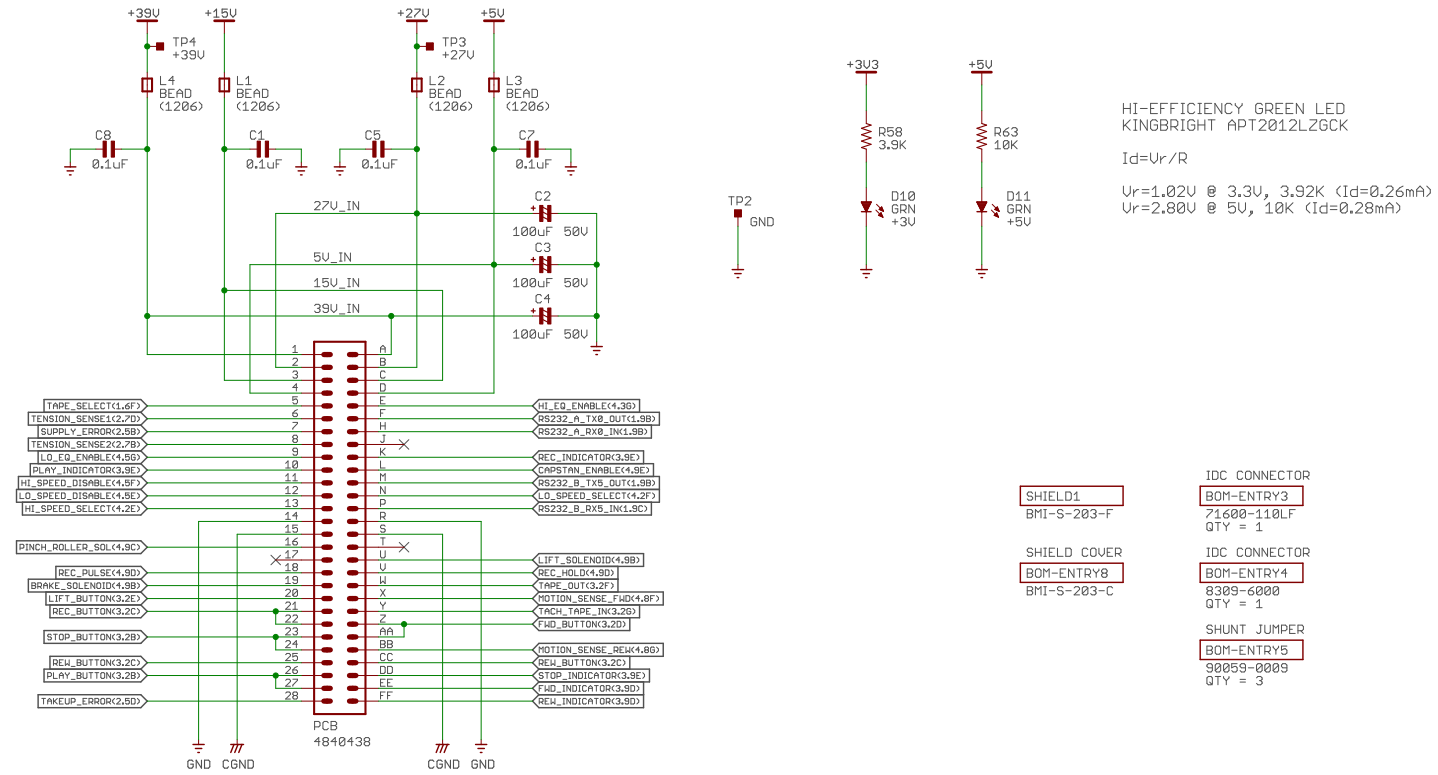 +39V
+15V
+27V
+5V
TP4
+39V
TP3
+27V
L4
BEAD
(1206)
L1
BEAD
(1206)
L2
BEAD
(1206)
L3
BEAD
(1206)
C8
0.1uF
C1
0.1uF
C5
0.1uF
C7
0.1uF
27V_IN
C2
+
100uF 50V
5V_IN
C3
+
100uF 50V
15V_IN
39V_IN
C4
+
100uF 50V
1 A
2 B
3 C
4 D
TAPE_SELECT(1.6F) 5 E HI_EQ_ENABLE(4.3G)
TENSION_SENSE1(2.7D) 6 F RS232_A_TX0_OUT(1.9B)
SUPPLY_ERROR(2.5B) 7 H RS232_A_RX0_IN(1.9B)
TENSION_SENSE2(2.7B) 8 J
LO_EQ_ENABLE(4.5G) 9 K REC_INDICATOR(3.9E)
PLAY_INDICATOR(3.9E) 10 L CAPSTAN_ENABLE(4.9E)
HI_SPEED_DISABLE(4.5F) 11 M RS232_B_TX5_OUT(1.9B)
LO_SPEED_DISABLE(4.5E) 12 N LO_SPEED_SELECT(4.2F)
HI_SPEED_SELECT(4.2E) 13 P RS232_B_RX5_IN(1.9C)
14 R
15 S
PINCH_ROLLER_SOL(4.9C) 16 T
17 U LIFT_SOLENOID(4.9B)
REC_PULSE(4.9D) 18 V REC_HOLD(4.9D)
BRAKE_SOLENOID(4.9B) 19 W TAPE_OUT(3.2F)
LIFT_BUTTON(3.2E) 20 X MOTION_SENSE_FWD(4.8F)
REC_BUTTON(3.2C) 21 Y TACH_TAPE_IN(3.2G)
22 Z FWD_BUTTON(3.2D)
STOP_BUTTON(3.2B) 23 AA
24 BB MOTION_SENSE_REW(4.8G)
REW_BUTTON(3.2C) 25 CC REW_BUTTON(3.2C)
PLAY_BUTTON(3.2B) 26 DD STOP_INDICATOR(3.9E)
27 EE FWD_INDICATOR(3.9D)
TAKEUP_ERROR(2.5D) 28 FF REW_INDICATOR(3.9D)
PCB
4840438
GND
CGND
CGND
GND
TP2
GND
+3V3
R58
3.9K
D10
GRN
+3V
+5V
R63
10K
D11
GRN
+5V
HI-EFFICIENCY GREEN LED
KINGBRIGHT APT2012LZGCK
Id=Vr/R
Vr=1.02V @ 3.3V, 3.92K (Id=0.26mA)
Vr=2.80V @ 5V, 10K (Id=0.28mA)
SHIELD1
BMI-S-203-F
SHIELD COVER
BOM-ENTRY8
BMI-S-203-C
IDC CONNECTOR
BOM-ENTRY3
71600-110LF
QTY = 1
IDC CONNECTOR
BOM-ENTRY4
8309-6000
QTY = 1
SHUNT JUMPER
BOM-ENTRY5
90059-0009
QTY = 3